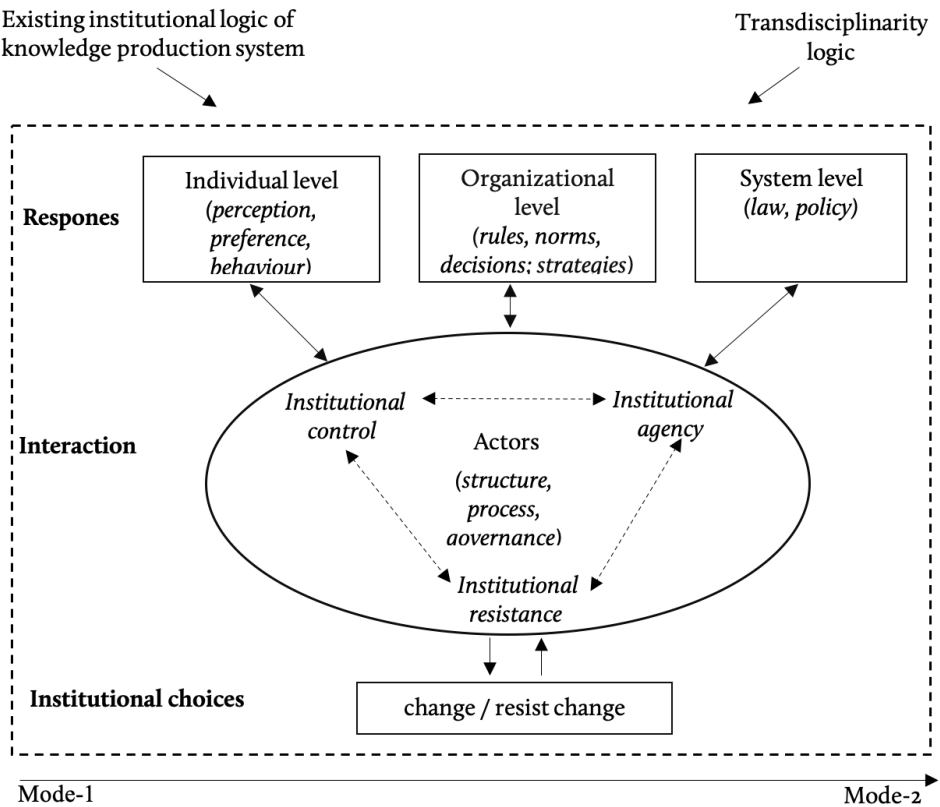 Existing institutional logic of
knowledge production system
Transdisciplinarity
logic
Respones
Individual level
(perception,
preference,
behaviour)
Organizational
level
(rules, norms,
decisions; strategies)
System level
(law, policy)
Interaction
Institutional
control
Institutional
agency
Actors
(structure,
process,
governance)
Institutional
resistance
Institutional choices
change / resist change
Mode-1
Mode-2